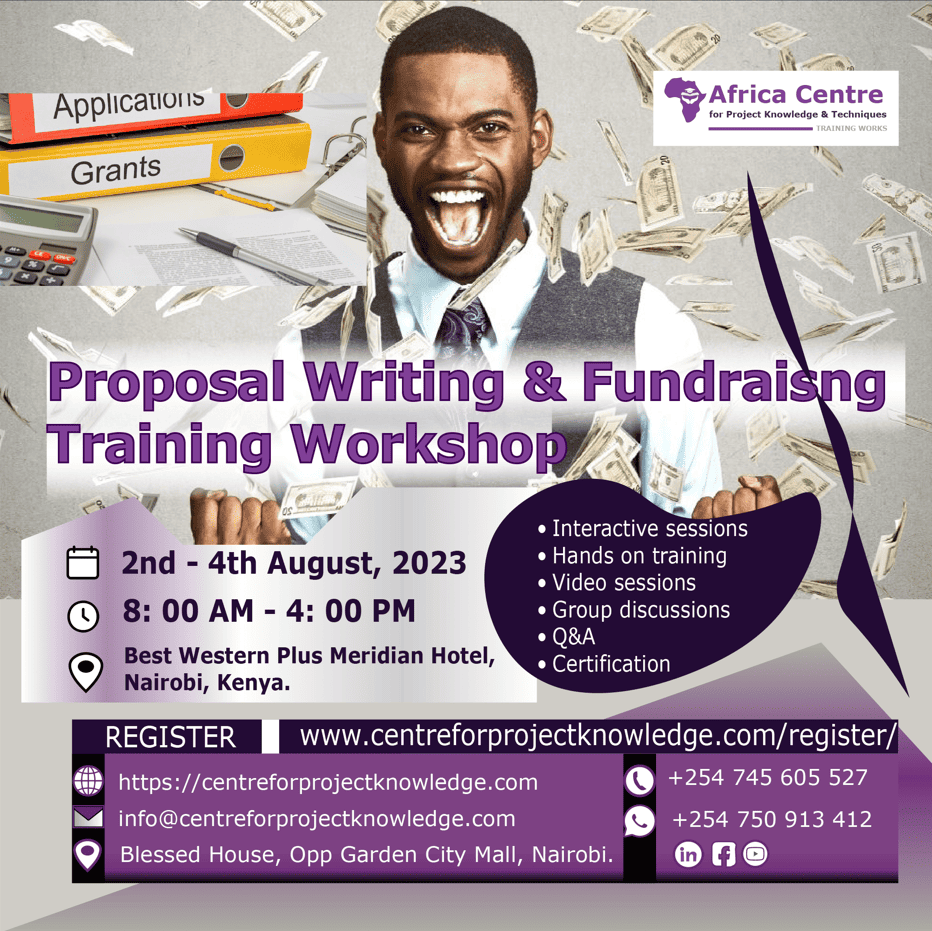 Applications
Grants
Africa Centre
for Project Knowledge & Techniques
TRAINING WORKS
Proposal Writing & Fundraisng
Training Workshop
2nd - 4th August, 2023
8: 00 AM - 4: 00 PM
Best Western Plus Meridian Hotel,
Nairobi, Kenya.
• Interactive sessions
• Hands on training
• Video sessions
• Group discussions
• Q&A
• Certification
REGISTER
www.centreforprojectknowledge.com/register/
https://centreforprojectknowledge.com
info@centreforprojectknowledge.com
Blessed House, Opp Garden City Mall, Nairobi.
+254 745 605 527
+254 750 913 412
in